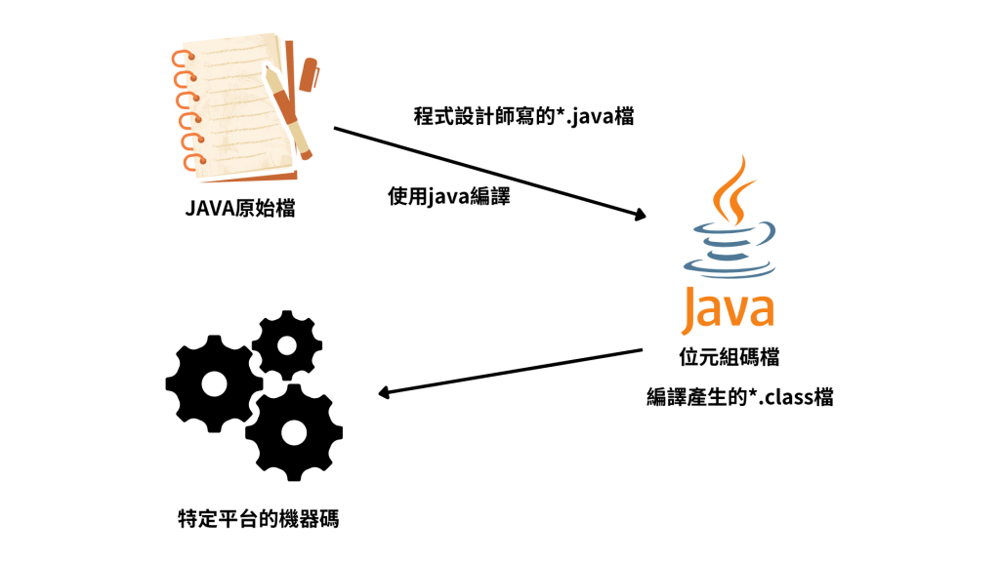 程式設計師寫的*.java檔
使用java編譯
JAVA原始檔
Java
位元組碼檔
編譯產生的*.class檔
特定平台的機器碼